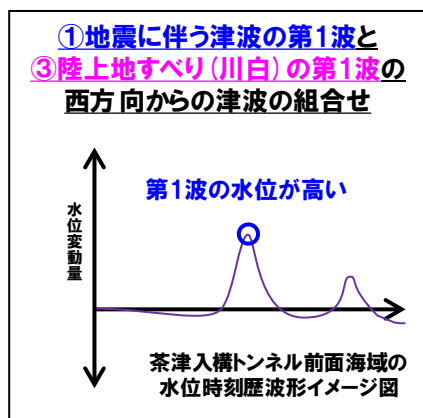 ①地震に伴う津波の第1波と
③陸上地すべり(川白)の第1波の
西方向からの津波の組合せ
第1波の水位が高い
水位変動量
茶津入構トンネル前面海域の
水位時刻歴波形イメージ図